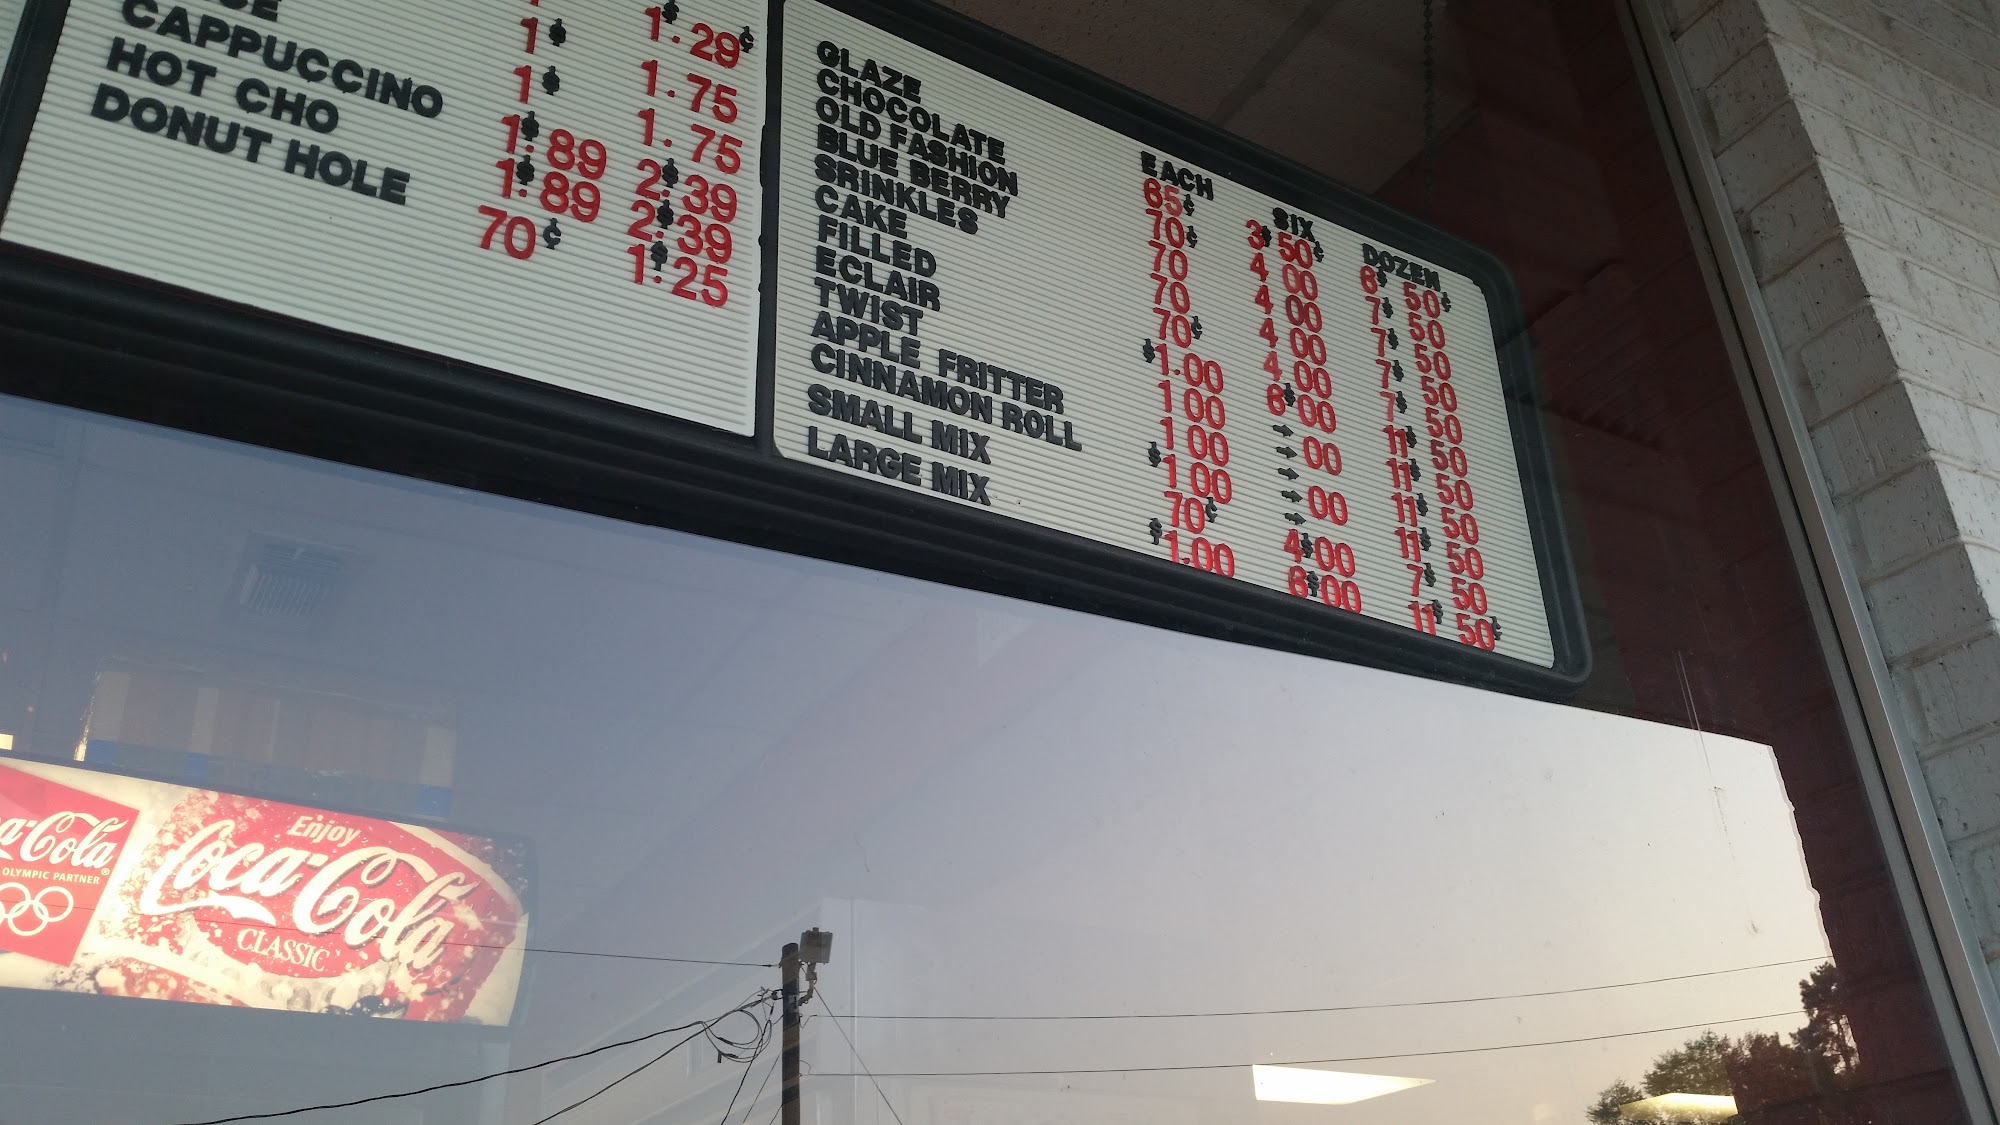 CE
CAPPUCCINO
HOT CHO
DONUT HOLE
$1.29¢
1$ 1.75
1$ 1.75
$1.89 $2.39
$1.89 $2.39
70¢ $1.25
GLAZE
CHOCOLATE
OLD FASHION
BLUE BERRY
SRINKLES
CAKE
FILLED
ECLAIR
TWIST
APPLE FRITTER
CINNAMON ROLL
SMALL MIX
LARGE MIX
EACH
65¢
70¢
70
70
70¢
$1.00
1 00
1 00
$1 00
70¢
$1.00
SIX
3$50¢
4 00
4 00
4 00
4 00
6$00
→ 00
→
→ 00
→
4$00
6$00
DOZEN
6$50¢
7$50
7$50
7$50
7$50
11$50
11$50
11$50
11$50
7$50
11$50¢
a-Cola®
OLYMPIC PARTNER
Enjoy
Coca-Cola
CLASSIC